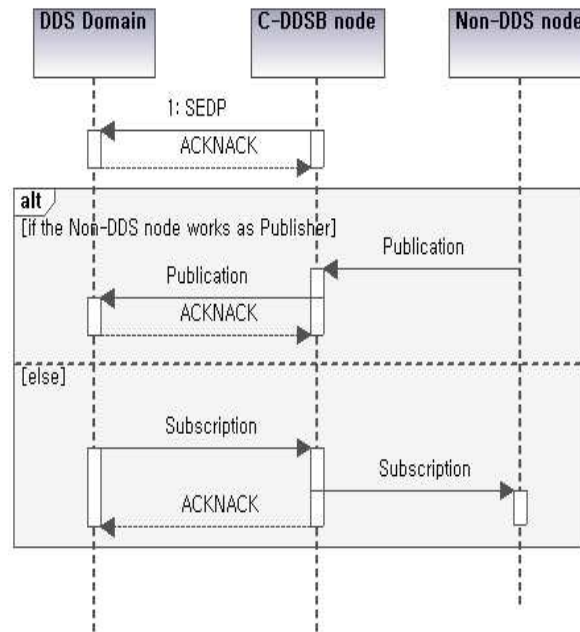 DDS Domain
C-DDSB node
Non-DDS node
1: SEDP
ACKNACK
alt
[if the Non-DDS node works as Publisher]
Publication
Publication
ACKNACK
[else]
Subscription
Subscription
ACKNACK